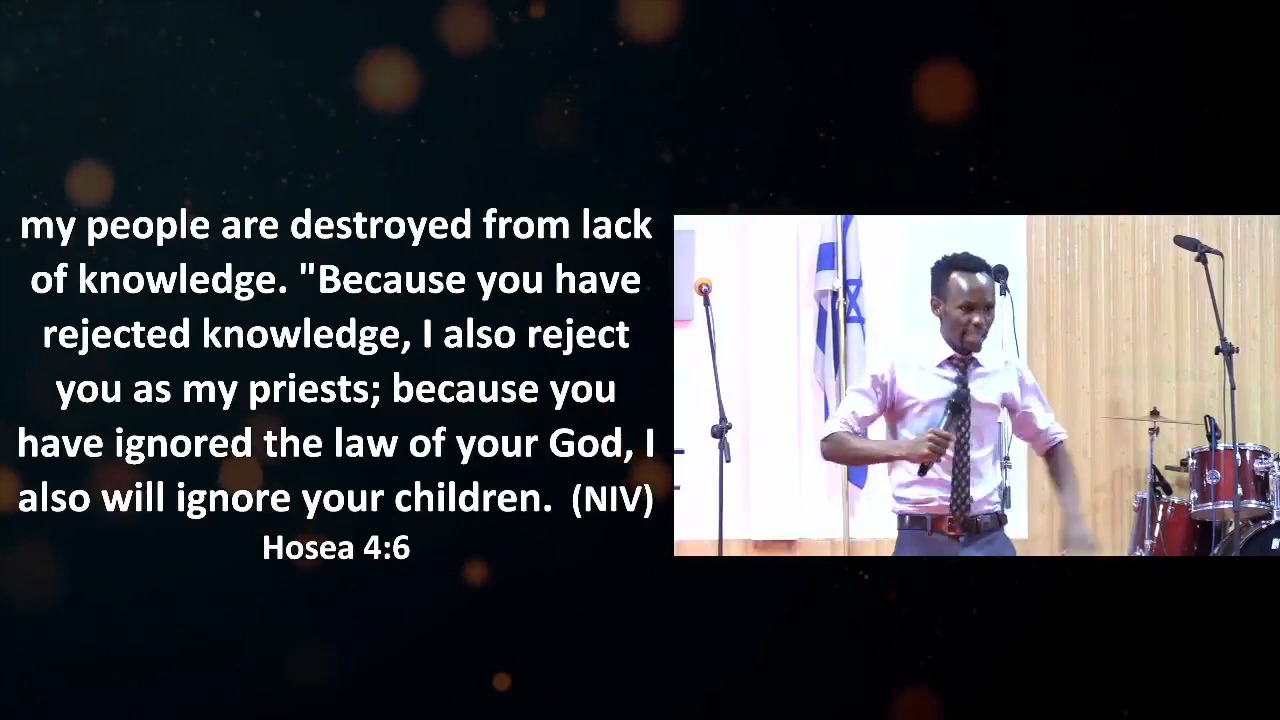 my people are destroyed from lack
of knowledge. "Because you have
rejected knowledge, I also reject
you as my priests; because you
have ignored the law of your God, I
also will ignore your children.  (NIV)
Hosea 4:6